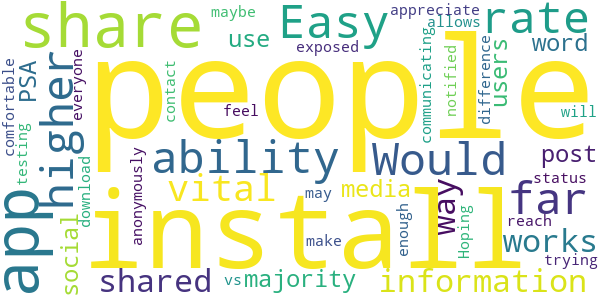 people
install
share
Easy
rate
appreciate
allows
maybe
use
exposed
users
word
difference
communicating
notified
will
PSA
everyone
higher
comfortable
testing
contact
feel
ability
Would
post
status
far
reach
works
trying
way
Hoping
enough
app
download
anonymously
vital
media
may
make
social
shared
vs
majority
information